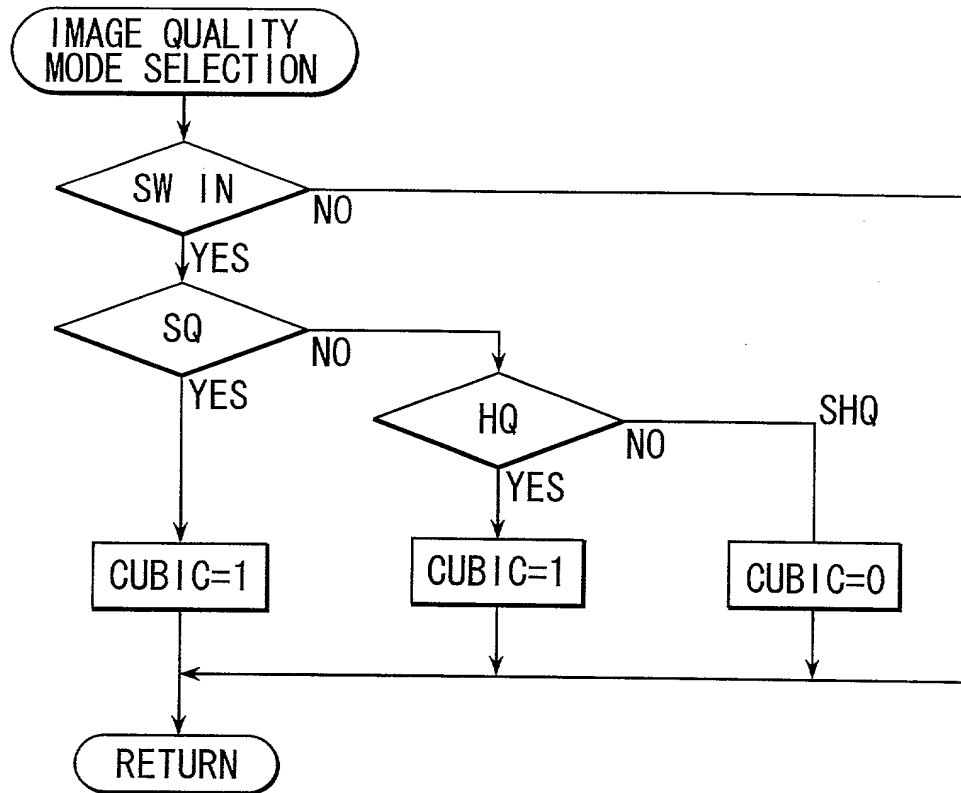 IMAGE QUALITY
MODE SELECTION
SW IN
NO
YES
SQ
NO
YES
HQ
NO
SHQ
YES
CUBIC=1
CUBIC=1
CUBIC=0
RETURN